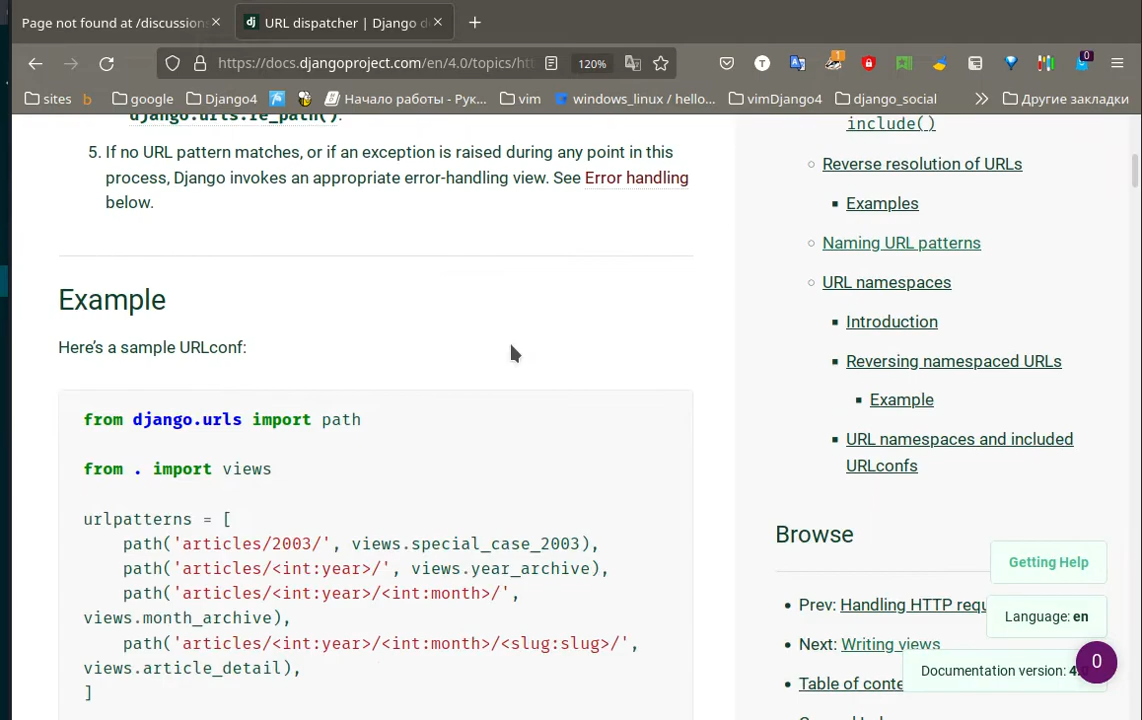 Page not found at /discussions
URL dispatcher | Django d
https://docs.djangoproject.com/en/4.0/topics/htt
120%
0
sites
b
google
Django4
Начало работы - Рук...
vim
windows_linux / hello...
vimDjango4
django_social
Другие закладки
django.urls.re_path().
5. If no URL pattern matches, or if an exception is raised during any point in this
process, Django invokes an appropriate error-handling view. See Error handling
below.
Example
Here's a sample URLconf:
from django.urls import path
from . import views
urlpatterns = [
path('articles/2003/', views.special_case_2003),
path('articles/<int:year>/', views.year_archive),
path('articles/<int:year>/<int:month>/',
views.month_archive),
path('articles/<int:year>/<int:month>/<slug:slug>/',
views.article_detail),
]
include()
Reverse resolution of URLs
Examples
Naming URL patterns
URL namespaces
Introduction
Reversing namespaced URLs
Example
URL namespaces and included
URLconfs
Browse
Prev: Handling HTTP requ
Next: Writing views
Table of conte
Getting Help
Language: en
Documentation version: 4.0
0